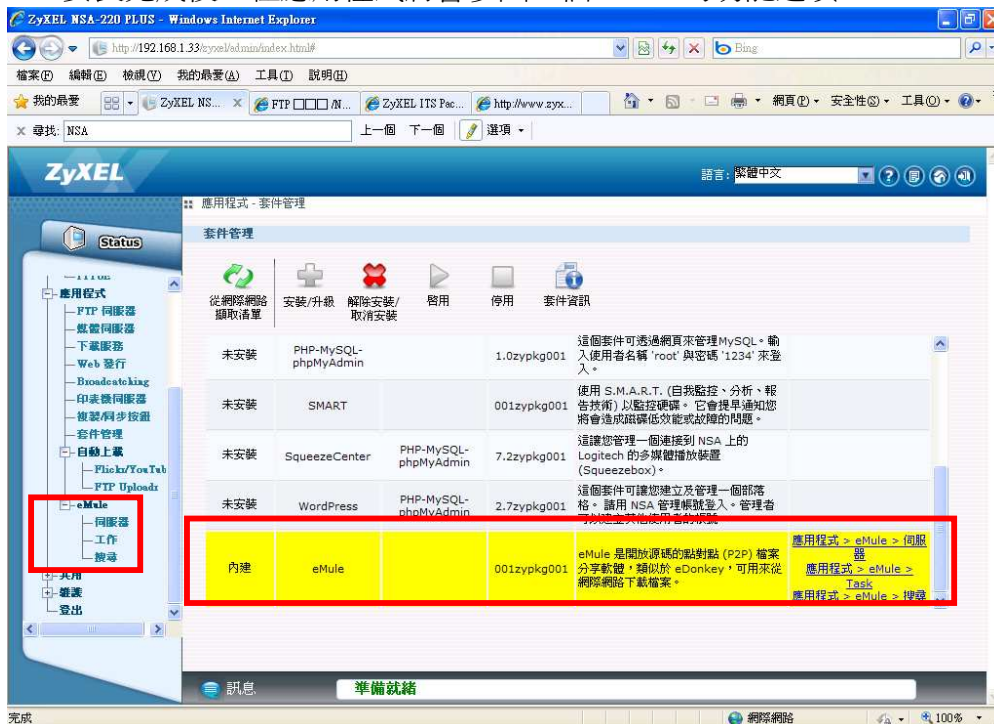 ZyXEL NSA-220 PLUS - Windows Internet Explorer
http://192.168.1.33/zyxel/admin/index.html#
Bing
檔案(F) 編輯(E) 檢視(V) 我的最愛(A) 工具(T) 說明(H)
我的最愛 ZyXEL NS... X FTP □□□ /N... ZyXEL ITS Pac... http://www.zyx... 網頁(P) 安全性(S) 工具(O)
x 尋找: NSA 上一個 下一個 選項
ZyXEL
語言: 繁體中文
應用程式 - 套件管理
Status
套件管理
從網際網路擷取清單
安裝/升級
解除安裝/取消安裝
啟用
停用
套件資訊
應用程式
FTP 伺服器
媒體伺服器
下載服務
Web 發行
Broadcatching
印表機伺服器
複製/同步按鈕
套件管理
自動上載
Flickr/YouTub
FTP Uploadr
eMule
伺服器
工作
搜尋
共用
維護
登出
未安裝 PHP-MySQL-phpMyAdmin 1.0zypkg001 這個套件可透過網頁來管理MySQL。輸入使用者名稱 'root' 與密碼 '1234' 來登入。
未安裝 SMART 001zypkg001 使用 S.M.A.R.T. (自我監控、分析、報告技術) 以監控硬碟。 它會提早通知您將會造成磁碟低效能或故障的問題。
未安裝 SqueezeCenter PHP-MySQL-phpMyAdmin 7.2zypkg001 這讓您管理一個連接到 NSA 上的 Logitech 的多媒體播放裝置 (Squeezebox)。
未安裝 WordPress PHP-MySQL-phpMyAdmin 2.7zypkg001 這個套件可讓您建立及管理一個部落格。 請用 NSA 管理帳號登入。管理者可以建立其他使用者的帳號
內建 eMule 001zypkg001 eMule 是開放源碼的點對點 (P2P) 檔案分享軟體，類似於 eDonkey，可用來從網際網路下載檔案。
應用程式 > eMule > 伺服器
應用程式 > eMule > Task
應用程式 > eMule > 搜尋
訊息 準備就緒
完成 網際網路 100%